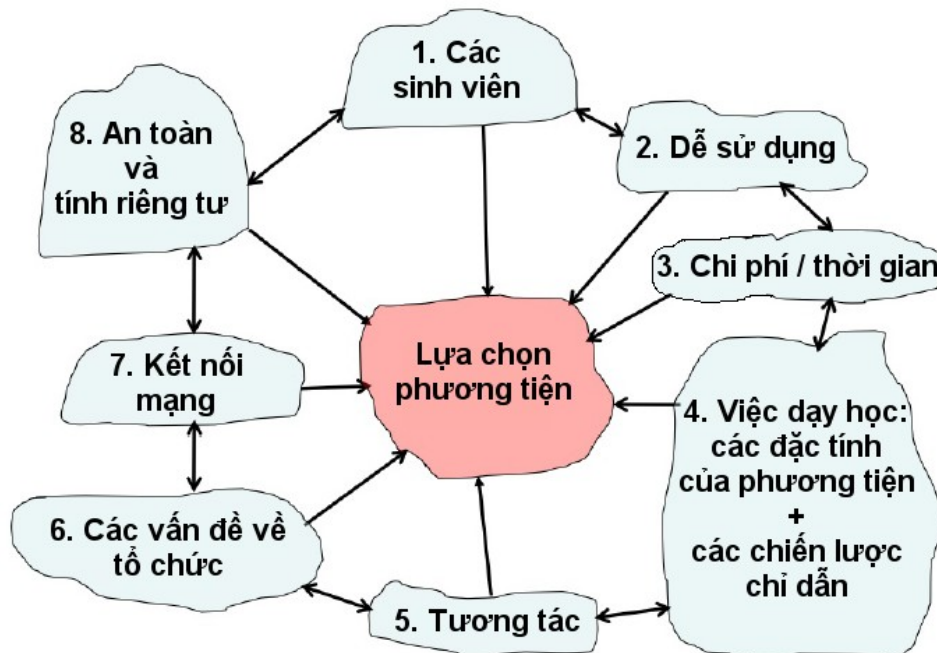 1. Các
sinh viên
2. Dễ sử dụng
3. Chi phí / thời gian
4. Việc dạy học:
các đặc tính
của phương tiện
+
các chiến lược
chỉ dẫn
5. Tương tác
6. Các vấn đề về
tổ chức
7. Kết nối
mạng
8. An toàn
và
tính riêng tư
Lựa chọn
phương tiện